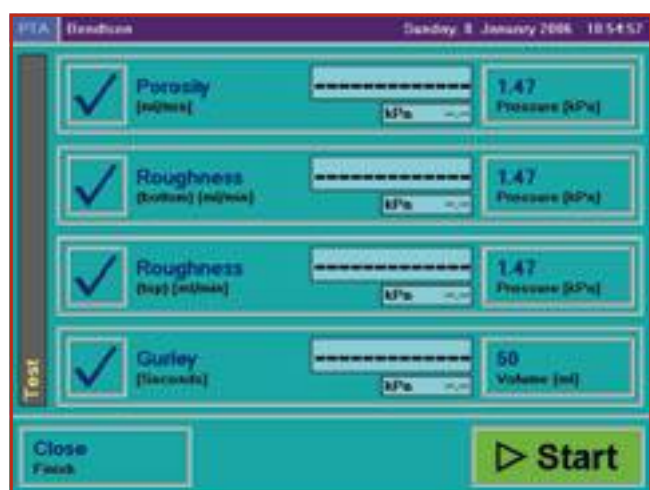 PTA Bendtsen Sunday, 8 January 2006 10:54:57
Porosity
[ml/min]
kPa --.--
1.47
Pressure [kPa]
Roughness
(bottom) [ml/min]
kPa --.--
1.47
Pressure [kPa]
Roughness
(top) [ml/min]
kPa --.--
1.47
Pressure [kPa]
Gurley
[Seconds]
kPa --.--
50
Volume [ml]
Test
Close
Finish
Start